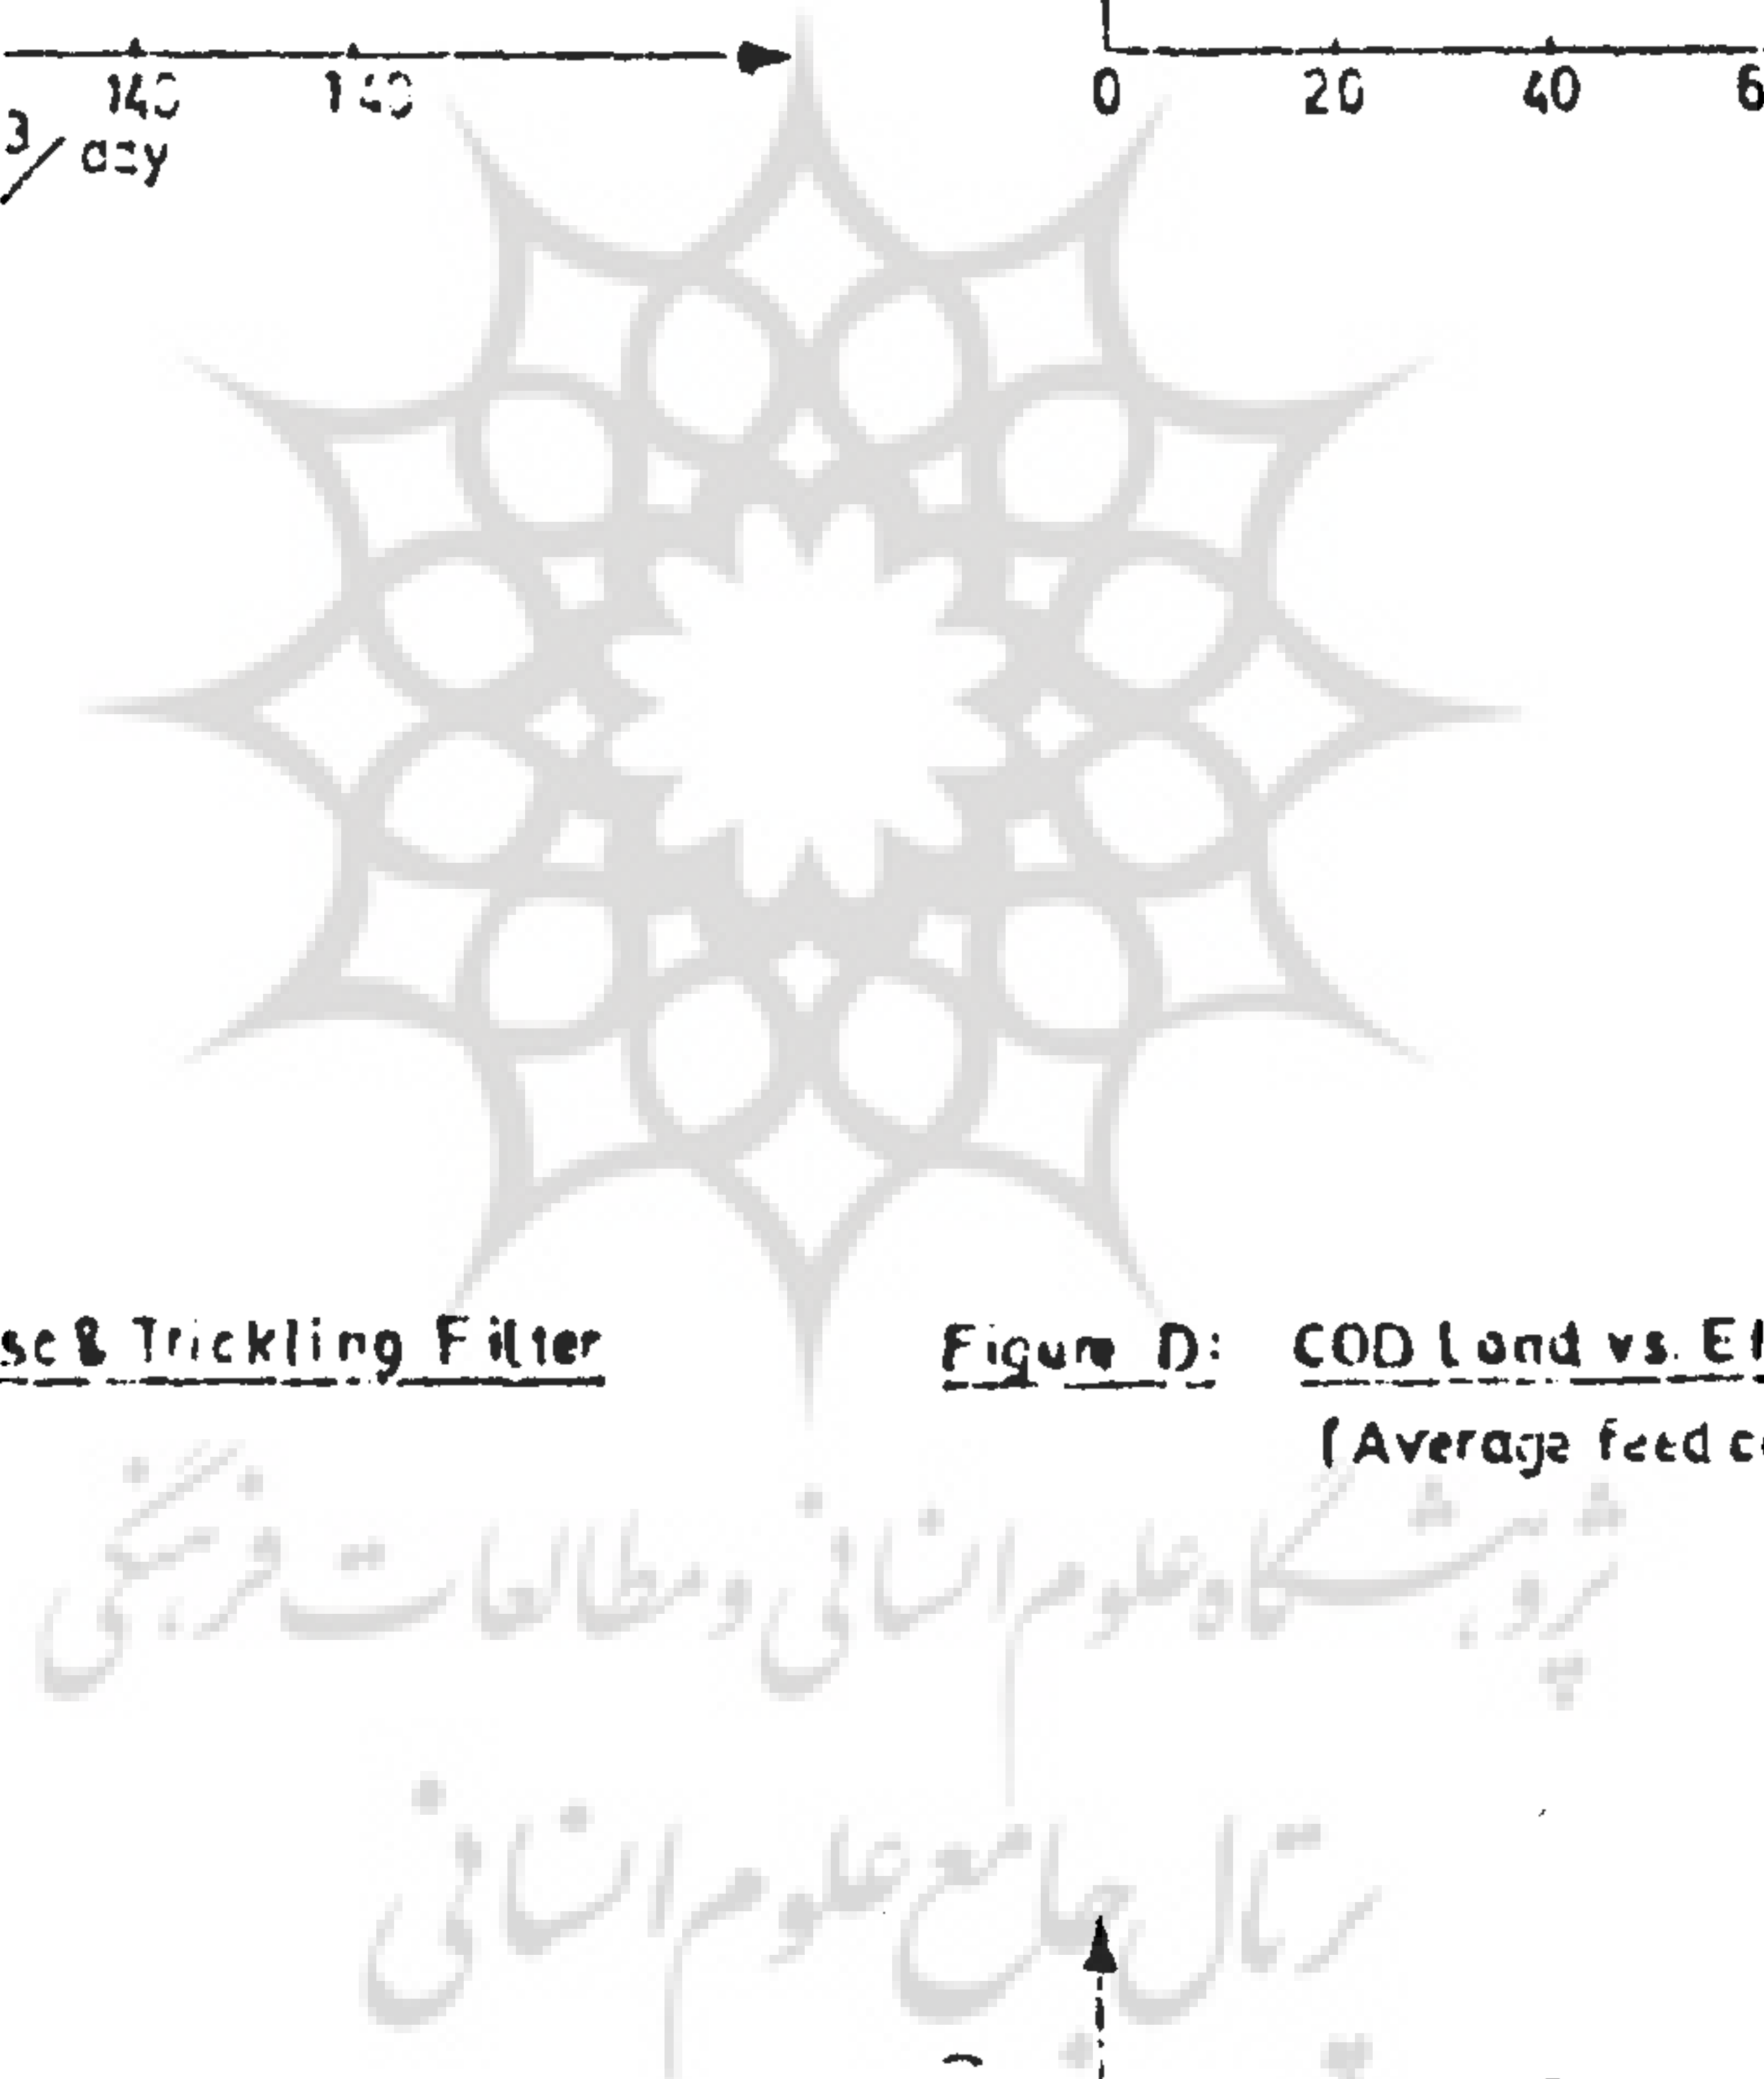 140 1 0 20 40
3/ day
& Trickling Filter Figure D: COD Load vs.
(Average feed
پژوهشگاه علوم انسانی و مطالعات فرهنگی
پرتال جامع علوم انسانی